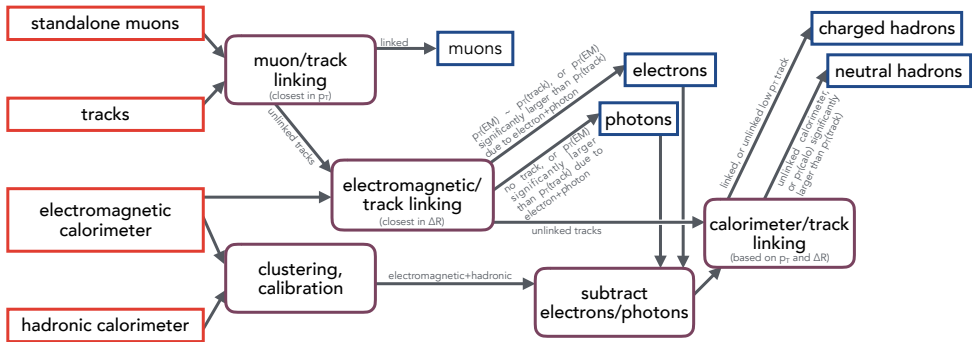 standalone muons
tracks
electromagnetic
calorimeter
hadronic calorimeter
muon/track
linking
(closest in pT)
linked
muons
unlinked tracks
electromagnetic/
track linking
(closest in ΔR)
clustering,
calibration
electromagnetic+hadronic
pT(EM) ~ pT(track), or pT(EM)
significantly larger than pT(track)
due to electron+photon
electrons
no track, or pT(EM)
significantly larger
than pT(track) due to
electron+photon
photons
unlinked tracks
subtract
electrons/photons
calorimeter/track
linking
(based on pT and ΔR)
linked, or unlinked low pT track
charged hadrons
unlinked calorimeter,
or pT(calo) significantly
larger than pT(track)
neutral hadrons